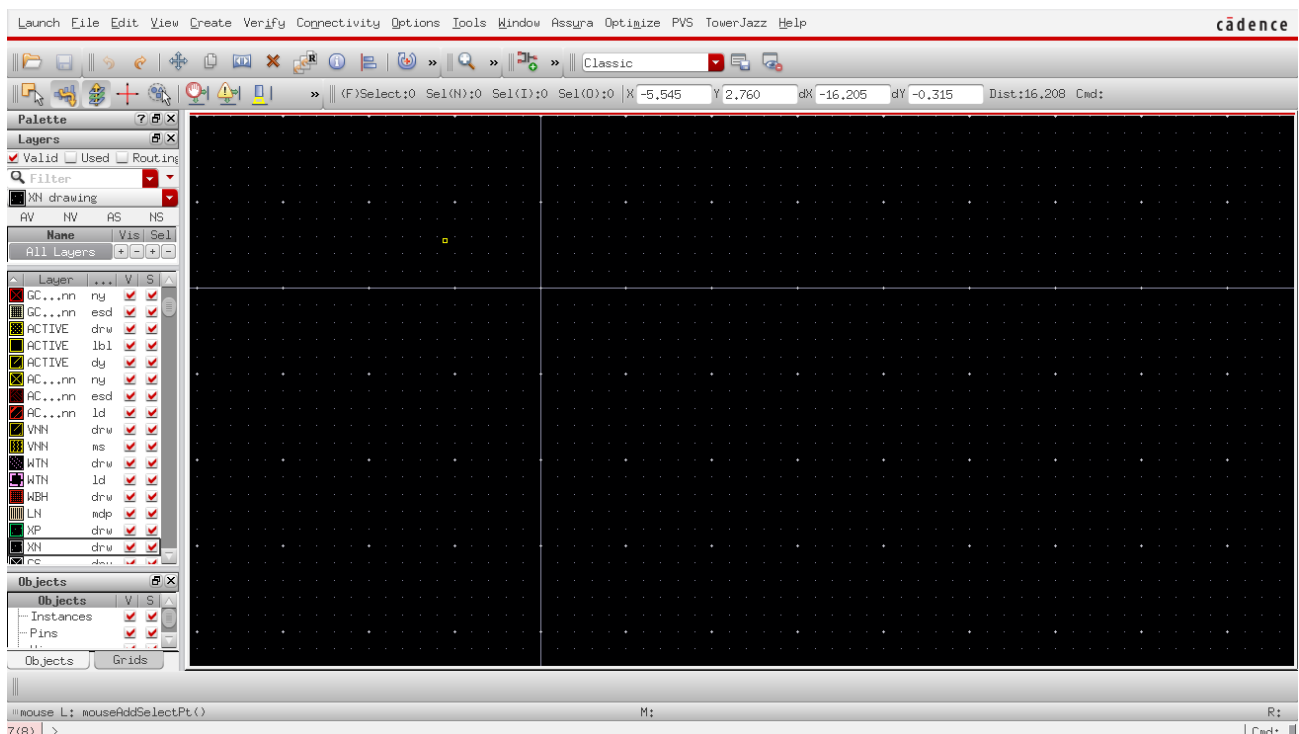 Launch File Edit View Create Verify Connectivity Options Tools Window Assura Optimize PVS TowerJazz Help cādence
R » » » Classic
» (F)Select:0 Sel(N):0 Sel(I):0 Sel(O):0 X -5.545 Y 2.760 dX -16.205 dY -0.315 Dist:16.208 Cmd:
Palette
Layers
Valid Used Routing
Filter
XN drawing
AV NV AS NS
Name Vis Sel
All Layers + - + -
Layer ... V S
GC...nn ny
GC...nn esd
ACTIVE drw
ACTIVE lbl
ACTIVE dy
AC...nn ny
AC...nn esd
AC...nn ld
VNN drw
VNN ms
WTN drw
WTN ld
WBH drw
LN mdp
XP drw
XN drw
CS drw
Objects
Objects V S
Instances
Pins
Objects Grids
mouse L: mouseAddSelectPt() M: R:
7(8) > Cmd: